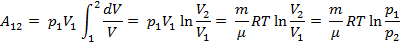 A₁₂ = p₁V₁ ∫₁² dV/V = p₁V₁ ln V₂/V₁ = m/μ RT ln V₂/V₁ = m/μ RT ln p₁/p₂